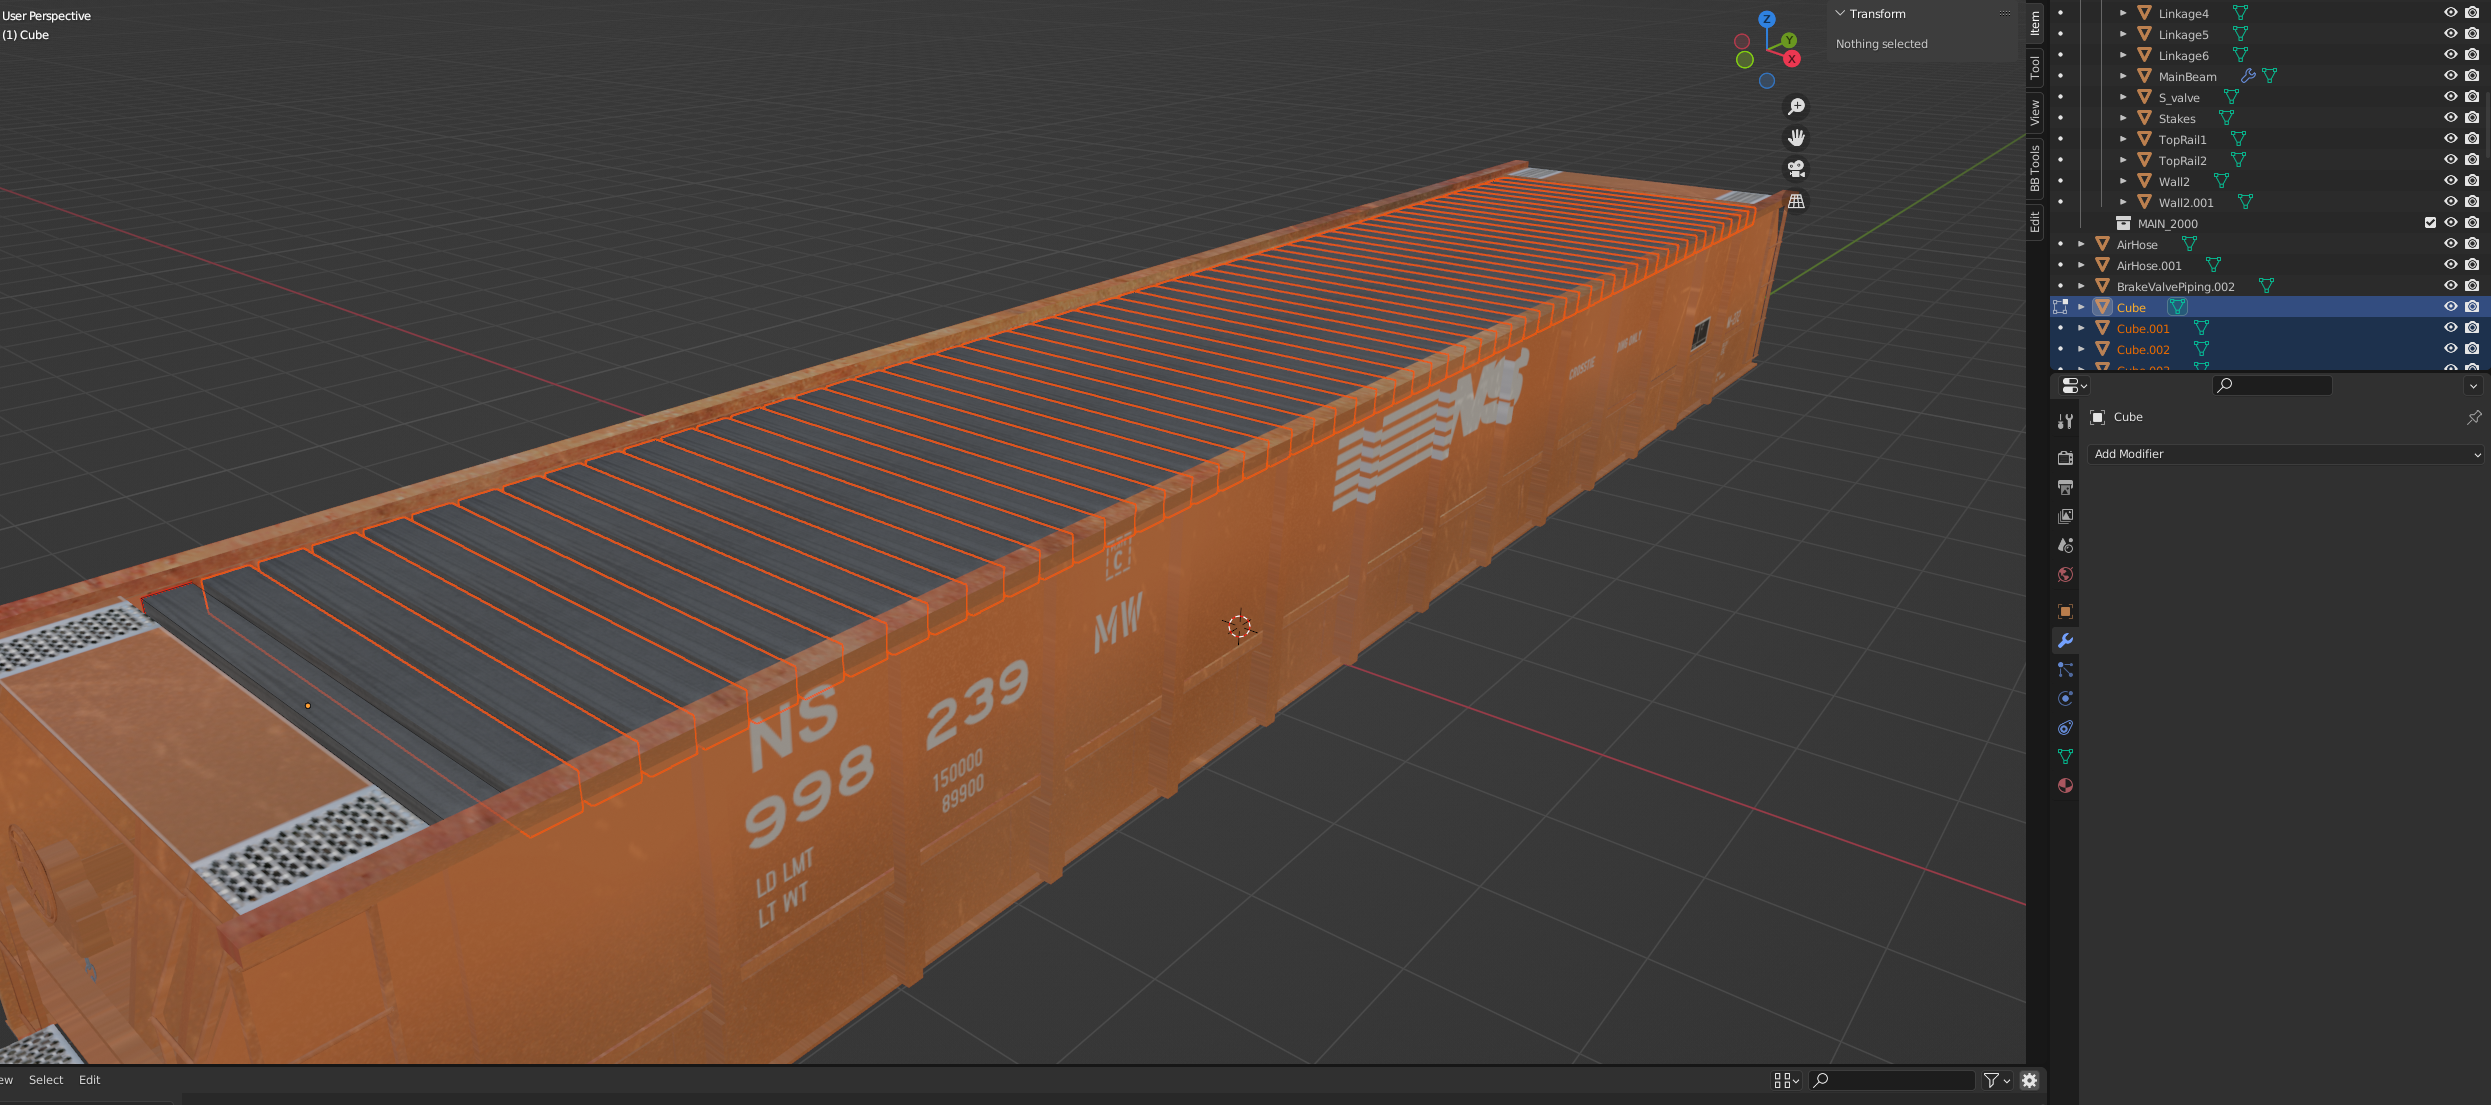 User Perspective
(1) Cube
Z
Y
X
Transform
Nothing selected
Item
Tool
View
BB Tools
Edit
Linkage4
Linkage5
Linkage6
MainBeam
S_valve
Stakes
TopRail1
TopRail2
Wall2
Wall2.001
MAIN_2000
AirHose
AirHose.001
BrakeValvePiping.002
Cube
Cube.001
Cube.002
Cube
Add Modifier
C
MW
NS
239
998
150000
89900
LD LMT
LT WT
NS
ew
Select
Edit